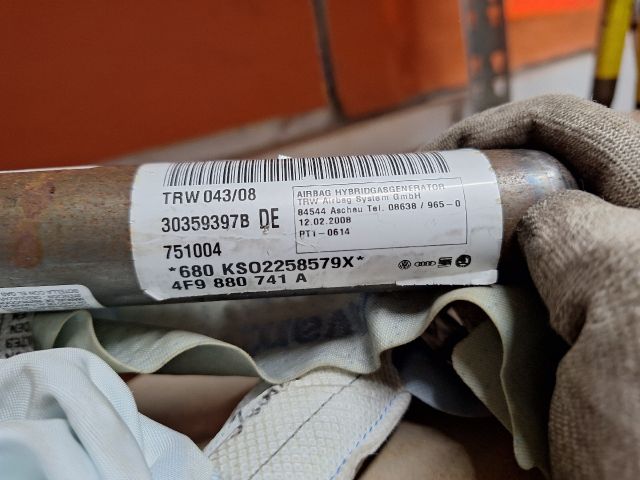 TRW 043/08
30359397B DE
751004
*680 KS02258579X*
4F9 880 741 A
AIRBAG HYBRIDGASGENERATOR
TRW Airbag System GmbH
84544 Aschau Tel. 08638 / 965-0
12.02.2008
PTi-0614